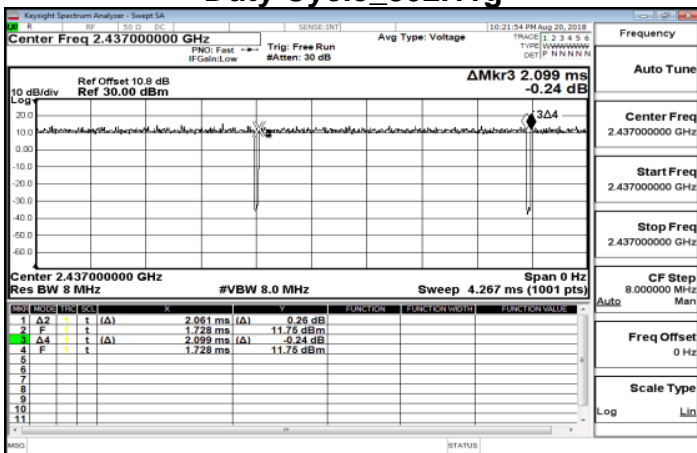 Keysight Spectrum Analyzer - Swept SA
R RF 50 Ω DC SENSE:INT 10:21:54 PM Aug 20, 2018
Center Freq 2.437000000 GHz
PNO: Fast
IFGain:Low
Trig: Free Run
#Atten: 30 dB
Avg Type: Voltage
TRACE 1 2 3 4 5 6
TYPE
DET P N N N N N
Ref Offset 10.8 dB
Ref 30.00 dBm
10 dB/div
Log
ΔMkr3 2.099 ms
-0.24 dB
3Δ4
20.0
10.0
0.00
-10.0
-20.0
-30.0
-40.0
-50.0
-60.0
Center 2.437000000 GHz Span 0 Hz
Res BW 8 MHz #VBW 8.0 MHz Sweep 4.267 ms (1001 pts)
MKR MODE TRC SCL X Y FUNCTION FUNCTION WIDTH FUNCTION VALUE
1 Δ2 1 t (Δ) 2.061 ms (Δ) 0.26 dB
2 F 1 t 1.728 ms 11.75 dBm
3 Δ4 1 t (Δ) 2.099 ms (Δ) -0.24 dB
4 F 1 t 1.728 ms 11.75 dBm
5
6
7
8
9
10
11
MSG STATUS
Frequency
Auto Tune
Center Freq
2.437000000 GHz
Start Freq
2.437000000 GHz
Stop Freq
2.437000000 GHz
CF Step
8.000000 MHz
Auto Man
Freq Offset
0 Hz
Scale Type
Log Lin